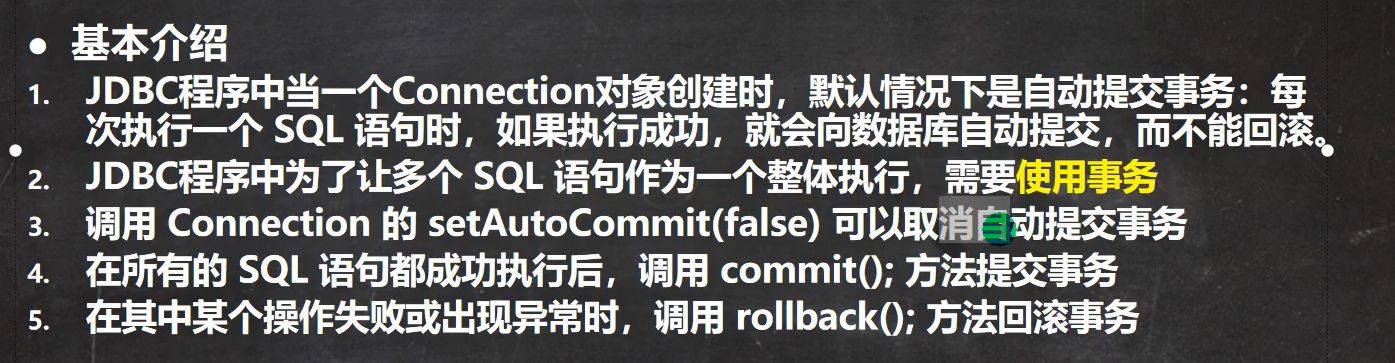 ● 基本介绍
1. JDBC程序中当一个Connection对象创建时，默认情况下是自动提交事务：每
次执行一个 SQL 语句时，如果执行成功，就会向数据库自动提交，而不能回滚。
2. JDBC程序中为了让多个 SQL 语句作为一个整体执行，需要使用事务
3. 调用 Connection 的 setAutoCommit(false) 可以取消自动提交事务
4. 在所有的 SQL 语句都成功执行后，调用 commit(); 方法提交事务
5. 在其中某个操作失败或出现异常时，调用 rollback(); 方法回滚事务